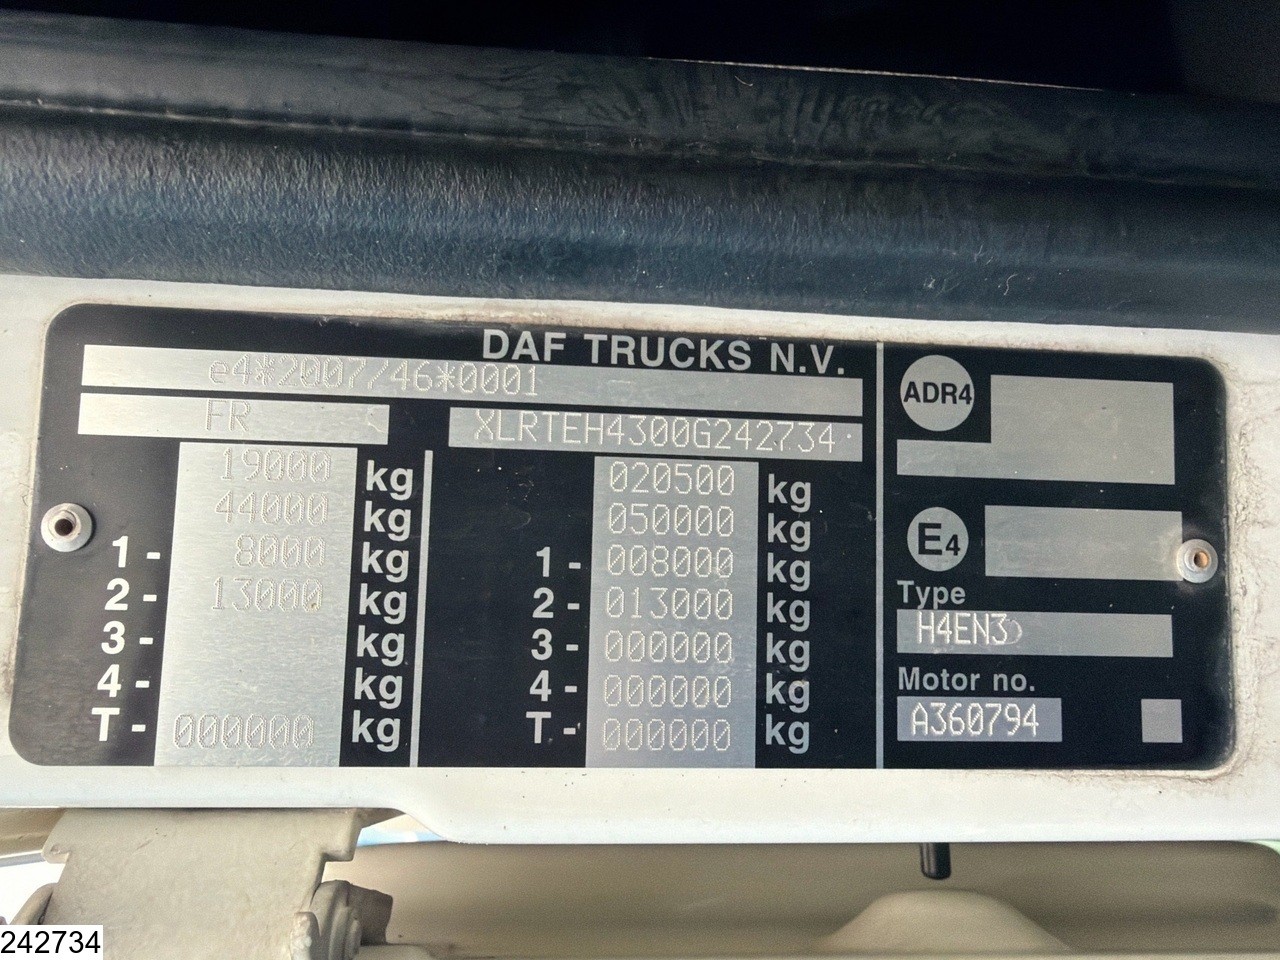 DAF TRUCKS N.V.
e4*2007/46*0001
FR
XLRTEH4300G242734
19000 kg
44000 kg
1 - 8000 kg
2 - 13000 kg
3 - kg
4 - kg
T - 000000 kg
020500 kg
050000 kg
1 - 008000 kg
2 - 013000 kg
3 - 000000 kg
4 - 000000 kg
T - 000000 kg
ADR4
E4
Type
H4EN3
Motor no.
A360794
242734